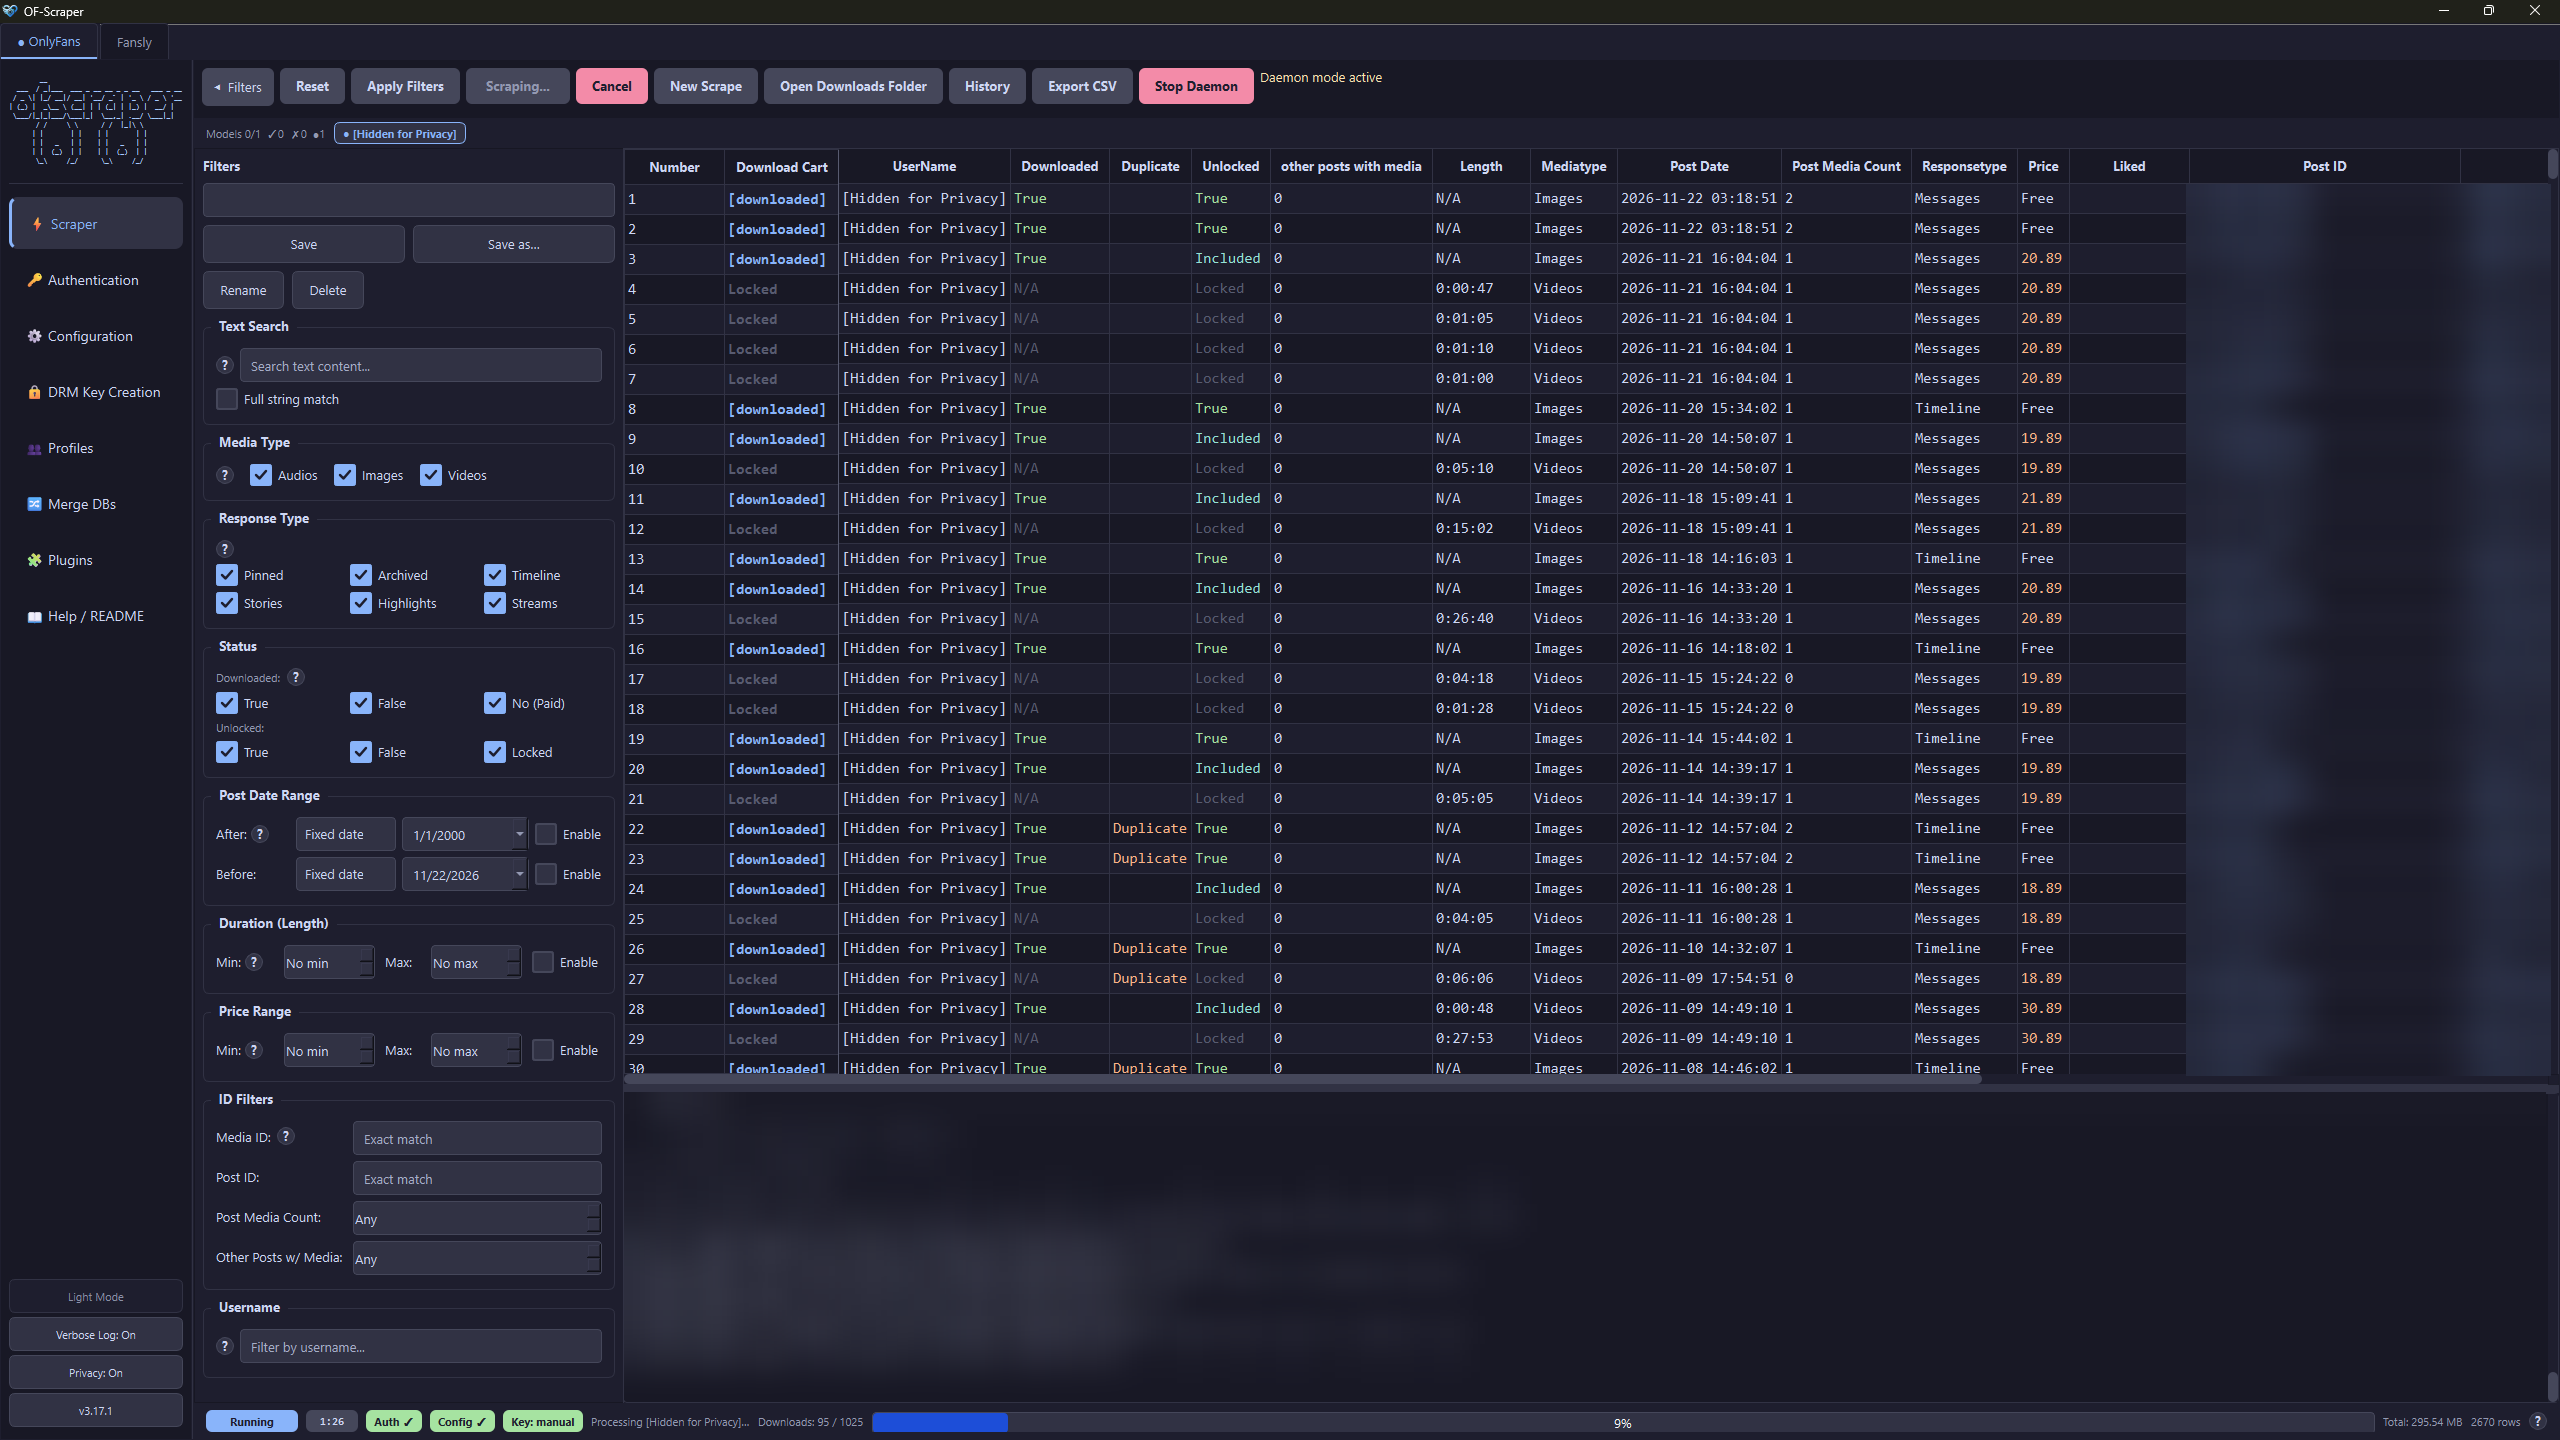 OF-Scraper
● OnlyFans Fansly
◂ Filters Reset Apply Filters Scraping... Cancel New Scrape Open Downloads Folder History Export CSV Stop Daemon Daemon mode active
Models 0/1 ✓0 ✗0 ●1 ● [Hidden for Privacy]
Scraper
Authentication
Configuration
DRM Key Creation
Profiles
Merge DBs
Plugins
Help / README
Light Mode
Verbose Log: On
Privacy: On
v3.17.1
Filters
Save Save as...
Rename Delete
Text Search
? Search text content...
Full string match
Media Type
? Audios Images Videos
Response Type
?
Pinned Archived Timeline
Stories Highlights Streams
Status
Downloaded: ?
True False No (Paid)
Unlocked:
True False Locked
Post Date Range
After: ? Fixed date 1/1/2000 Enable
Before: Fixed date 11/22/2026 Enable
Duration (Length)
Min: ? No min Max: No max Enable
Price Range
Min: ? No min Max: No max Enable
ID Filters
Media ID: ? Exact match
Post ID: Exact match
Post Media Count: Any
Other Posts w/ Media: Any
Username
? Filter by username...
Number Download Cart UserName Downloaded Duplicate Unlocked other posts with media Length Mediatype Post Date Post Media Count Responsetype Price Liked Post ID
1 [downloaded] [Hidden for Privacy] True True 0 N/A Images 2026-11-22 03:18:51 2 Messages Free
2 [downloaded] [Hidden for Privacy] True True 0 N/A Images 2026-11-22 03:18:51 2 Messages Free
3 [downloaded] [Hidden for Privacy] True Included 0 N/A Images 2026-11-21 16:04:04 1 Messages 20.89
4 Locked [Hidden for Privacy] N/A Locked 0 0:00:47 Videos 2026-11-21 16:04:04 1 Messages 20.89
5 Locked [Hidden for Privacy] N/A Locked 0 0:01:05 Videos 2026-11-21 16:04:04 1 Messages 20.89
6 Locked [Hidden for Privacy] N/A Locked 0 0:01:10 Videos 2026-11-21 16:04:04 1 Messages 20.89
7 Locked [Hidden for Privacy] N/A Locked 0 0:01:00 Videos 2026-11-21 16:04:04 1 Messages 20.89
8 [downloaded] [Hidden for Privacy] True True 0 N/A Images 2026-11-20 15:34:02 1 Timeline Free
9 [downloaded] [Hidden for Privacy] True Included 0 N/A Images 2026-11-20 14:50:07 1 Messages 19.89
10 Locked [Hidden for Privacy] N/A Locked 0 0:05:10 Videos 2026-11-20 14:50:07 1 Messages 19.89
11 [downloaded] [Hidden for Privacy] True Included 0 N/A Images 2026-11-18 15:09:41 1 Messages 21.89
12 Locked [Hidden for Privacy] N/A Locked 0 0:15:02 Videos 2026-11-18 15:09:41 1 Messages 21.89
13 [downloaded] [Hidden for Privacy] True True 0 N/A Images 2026-11-18 14:16:03 1 Timeline Free
14 [downloaded] [Hidden for Privacy] True Included 0 N/A Images 2026-11-16 14:33:20 1 Messages 20.89
15 Locked [Hidden for Privacy] N/A Locked 0 0:26:40 Videos 2026-11-16 14:33:20 1 Messages 20.89
16 [downloaded] [Hidden for Privacy] True True 0 N/A Images 2026-11-16 14:18:02 1 Timeline Free
17 Locked [Hidden for Privacy] N/A Locked 0 0:04:18 Videos 2026-11-15 15:24:22 0 Messages 19.89
18 Locked [Hidden for Privacy] N/A Locked 0 0:01:28 Videos 2026-11-15 15:24:22 0 Messages 19.89
19 [downloaded] [Hidden for Privacy] True True 0 N/A Images 2026-11-14 15:44:02 1 Timeline Free
20 [downloaded] [Hidden for Privacy] True Included 0 N/A Images 2026-11-14 14:39:17 1 Messages 19.89
21 Locked [Hidden for Privacy] N/A Locked 0 0:05:05 Videos 2026-11-14 14:39:17 1 Messages 19.89
22 [downloaded] [Hidden for Privacy] True Duplicate True 0 N/A Images 2026-11-12 14:57:04 2 Timeline Free
23 [downloaded] [Hidden for Privacy] True Duplicate True 0 N/A Images 2026-11-12 14:57:04 2 Timeline Free
24 [downloaded] [Hidden for Privacy] True Included 0 N/A Images 2026-11-11 16:00:28 1 Messages 18.89
25 Locked [Hidden for Privacy] N/A Locked 0 0:04:05 Videos 2026-11-11 16:00:28 1 Messages 18.89
26 [downloaded] [Hidden for Privacy] True Duplicate True 0 N/A Images 2026-11-10 14:32:07 1 Timeline Free
27 Locked [Hidden for Privacy] N/A Duplicate Locked 0 0:06:06 Videos 2026-11-09 17:54:51 0 Messages 18.89
28 [downloaded] [Hidden for Privacy] True Included 0 0:00:48 Videos 2026-11-09 14:49:10 1 Messages 30.89
29 Locked [Hidden for Privacy] N/A Locked 0 0:27:53 Videos 2026-11-09 14:49:10 1 Messages 30.89
30 [downloaded] [Hidden for Privacy] True Duplicate True 0 N/A Images 2026-11-08 14:46:02 1 Timeline Free
Running 1:26 Auth ✓ Config ✓ Key: manual Processing [Hidden for Privacy]... Downloads: 95 / 1025 9% Total: 295.54 MB 2670 rows ?